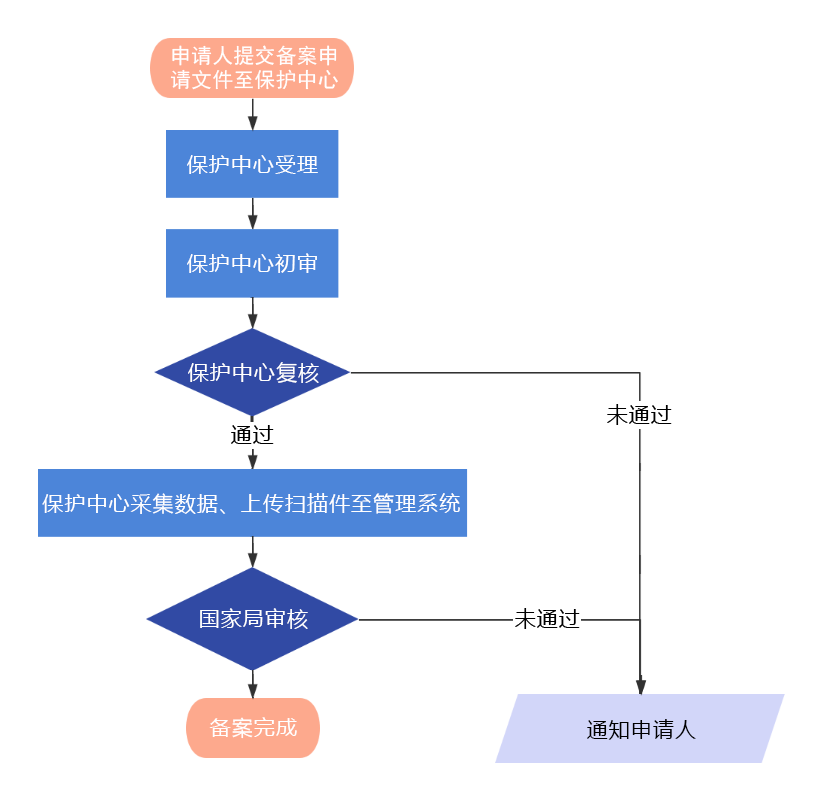 申请人提交备案申
请文件至保护中心
保护中心受理
保护中心初审
保护中心复核
未通过
通过
保护中心采集数据、上传扫描件至管理系统
国家局审核
未通过
备案完成
通知申请人